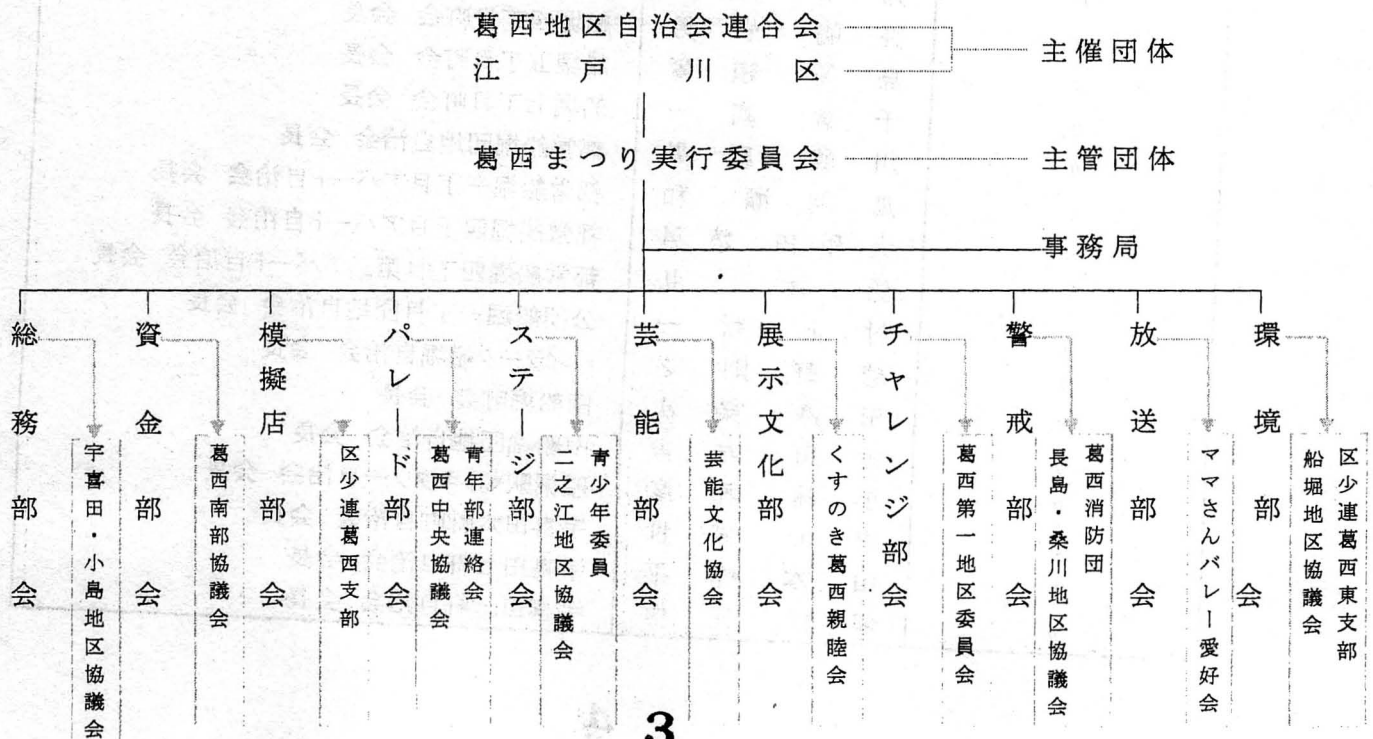 葛西地区自治会連合会
江戸川区
主催団体
葛西まつり実行委員会
主管団体
事務局
総務部会
宇喜田・小島地区協議会
資金部会
葛西南部協議会
模擬店部会
区少連葛西支部
パレード部会
青年部連絡会
葛西中央協議会
ステージ部会
青少年委員
二之江地区協議会
芸能部会
芸能文化協会
展示文化部会
くすのき葛西親睦会
チャレンジ部会
葛西第一地区委員会
警戒部会
葛西消防団
長島・桑川地区協議会
放送部会
ママさんバレー愛好会
環境部会
区少連葛西東支部
船堀地区協議会
3